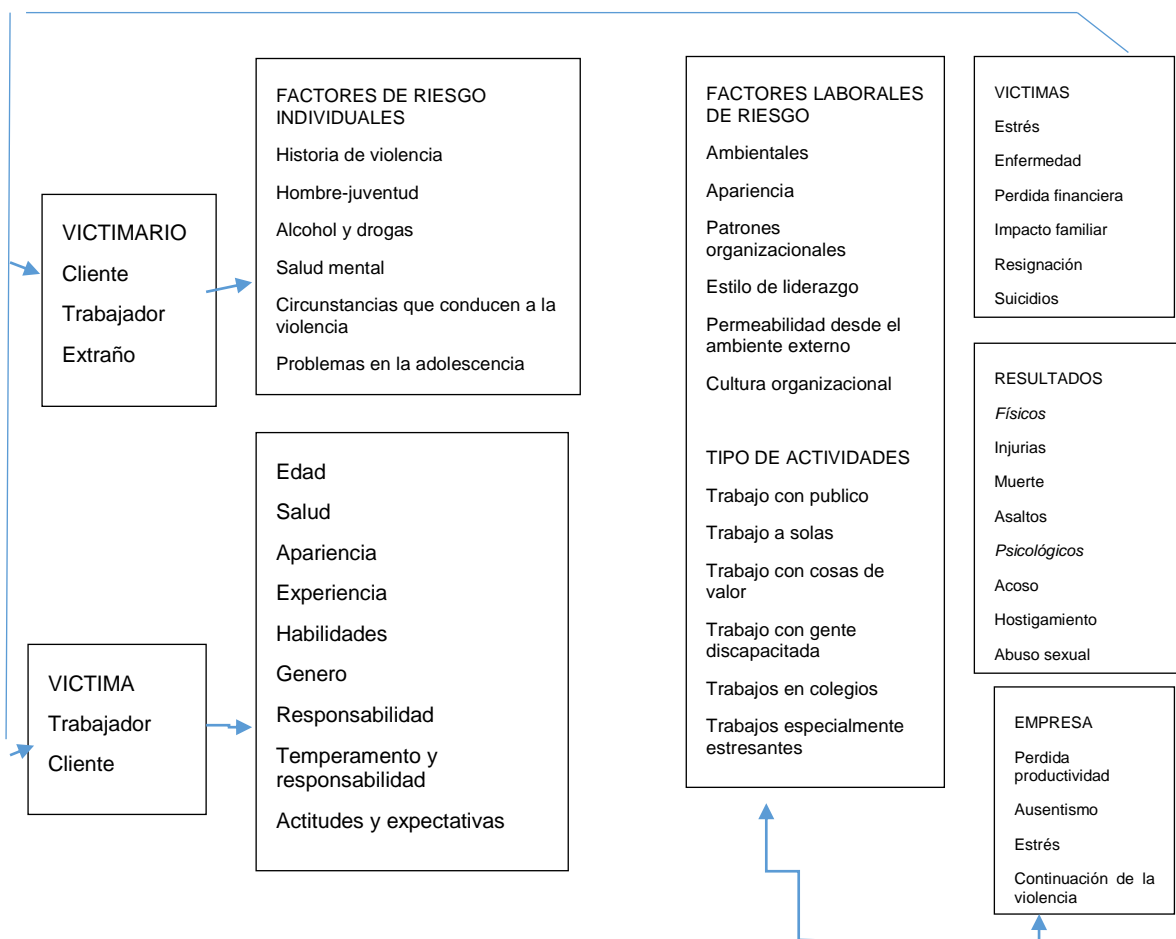 VICTIMARIO
Cliente
Trabajador
Extraño
FACTORES DE RIESGO
INDIVIDUALES
Historia de violencia
Hombre-juventud
Alcohol y drogas
Salud mental
Circunstancias que conducen a la
violencia
Problemas en la adolescencia
VICTIMA
Trabajador
Cliente
Edad
Salud
Apariencia
Experiencia
Habilidades
Genero
Responsabilidad
Temperamento y
responsabilidad
Actitudes y expectativas
FACTORES LABORALES
DE RIESGO
Ambientales
Apariencia
Patrones
organizacionales
Estilo de liderazgo
Permeabilidad desde el
ambiente externo
Cultura organizacional
TIPO DE ACTIVIDADES
Trabajo con publico
Trabajo a solas
Trabajo con cosas de
valor
Trabajo con gente
discapacitada
Trabajos en colegios
Trabajos especialmente
estresantes
VICTIMAS
Estrés
Enfermedad
Perdida financiera
Impacto familiar
Resignación
Suicidios
RESULTADOS
Físicos
Injurias
Muerte
Asaltos
Psicológicos
Acoso
Hostigamiento
Abuso sexual
EMPRESA
Perdida
productividad
Ausentismo
Estrés
Continuación de la
violencia